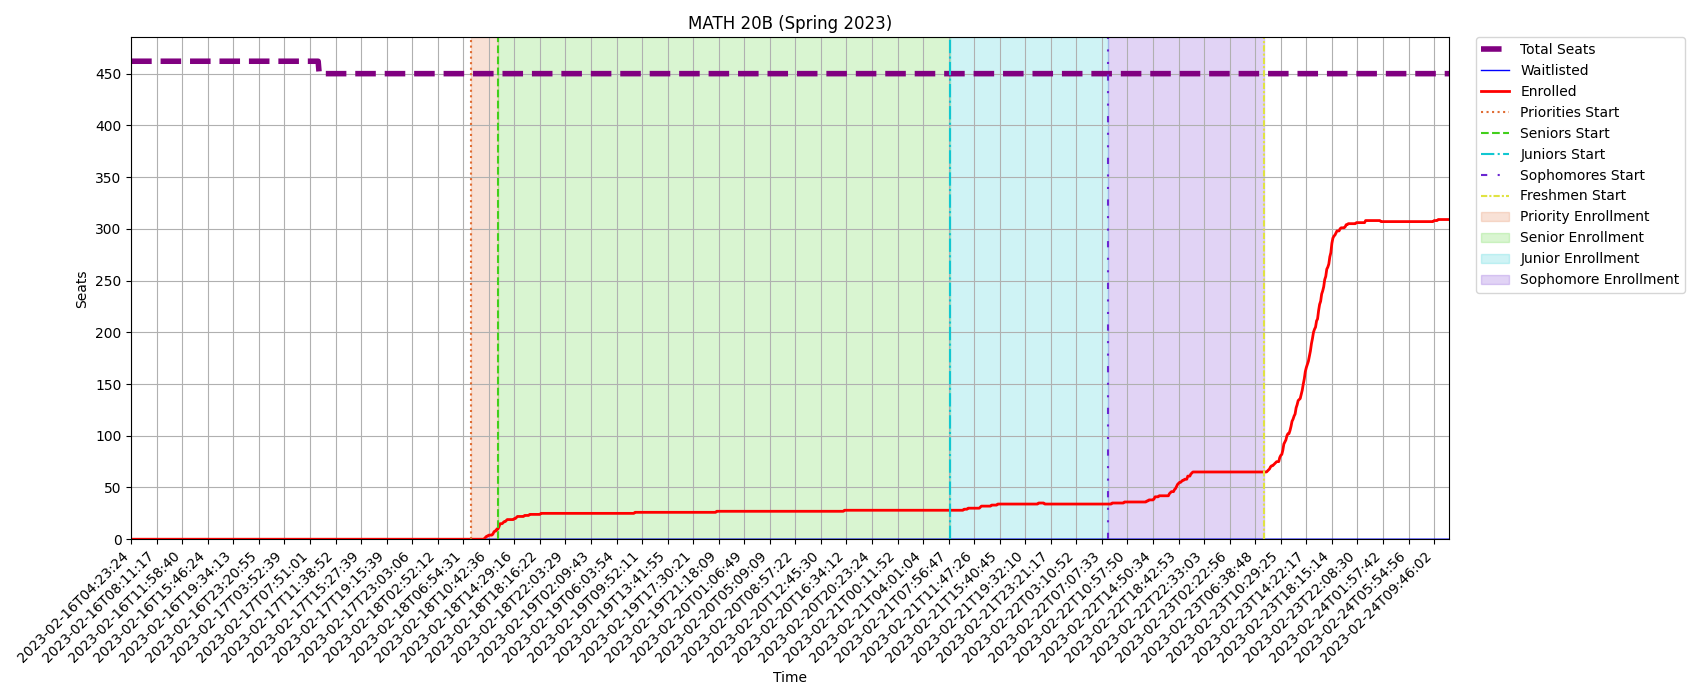 MATH 20B (Spring 2023)
Seats
450
400
350
300
250
200
150
100
50
0
2023-02-16T04:23:24
2023-02-16T08:11:17
2023-02-16T11:58:40
2023-02-16T15:46:24
2023-02-16T19:34:13
2023-02-16T23:20:55
2023-02-17T03:52:39
2023-02-17T07:51:01
2023-02-17T11:38:52
2023-02-17T15:27:39
2023-02-17T19:15:39
2023-02-17T23:03:06
2023-02-18T02:52:12
2023-02-18T06:54:31
2023-02-18T10:42:36
2023-02-18T14:29:16
2023-02-18T18:16:22
2023-02-18T22:03:29
2023-02-19T02:09:43
2023-02-19T06:03:54
2023-02-19T09:52:11
2023-02-19T13:41:55
2023-02-19T17:30:21
2023-02-19T21:18:09
2023-02-20T01:06:49
2023-02-20T05:09:09
2023-02-20T08:57:22
2023-02-20T12:45:30
2023-02-20T16:34:12
2023-02-20T20:23:24
2023-02-21T00:11:52
2023-02-21T04:01:04
2023-02-21T07:56:47
2023-02-21T11:47:26
2023-02-21T15:40:45
2023-02-21T19:32:10
2023-02-21T23:21:17
2023-02-22T03:10:52
2023-02-22T07:07:33
2023-02-22T10:57:50
2023-02-22T14:50:34
2023-02-22T18:42:53
2023-02-22T22:33:03
2023-02-23T02:22:56
2023-02-23T06:38:48
2023-02-23T10:29:25
2023-02-23T14:22:17
2023-02-23T18:15:14
2023-02-23T22:08:30
2023-02-24T01:57:42
2023-02-24T05:54:56
2023-02-24T09:46:02
Time
Total Seats
Waitlisted
Enrolled
Priorities Start
Seniors Start
Juniors Start
Sophomores Start
Freshmen Start
Priority Enrollment
Senior Enrollment
Junior Enrollment
Sophomore Enrollment